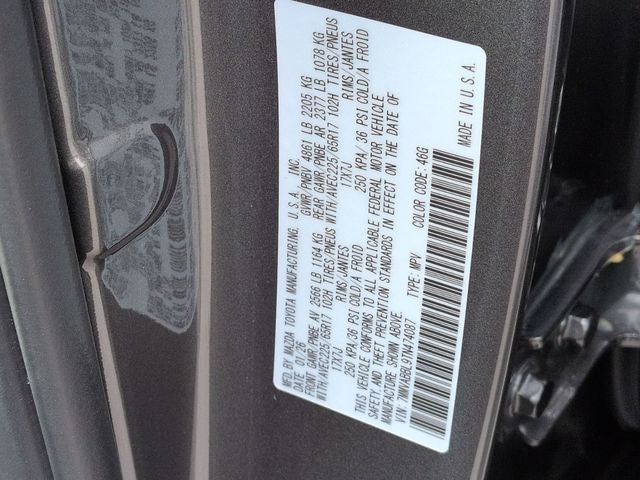 MFD. BY MAZDA TOYOTA MANUFACTURING, U.S.A., INC.
DATE: 01/26 GVWR/PNBV 4861 LB 2205 KG
FRONT GAWR/PNBE AV 2566 LB 1164 KG REAR GAWR/PNBE AR 2377 LB 1078 KG
WITH/AVEC225/65R17 102H TIRES/PNEUS WITH/AVEC225/65R17 102H TIRES/PNEUS
17X7J RIMS/JANTES 17X7J RIMS/JANTES
250 KPA/36 PSI COLD/A FROID 250 KPA/36 PSI COLD/A FROID
THIS VEHICLE CONFORMS TO ALL APPLICABLE FEDERAL MOTOR VEHICLE
SAFETY AND THEFT PREVENTION STANDARDS IN EFFECT ON THE DATE OF
MANUFACTURE SHOWN ABOVE.
VIN: TYPE: MPV COLOR CODE: 46G
MADE IN U.S.A.